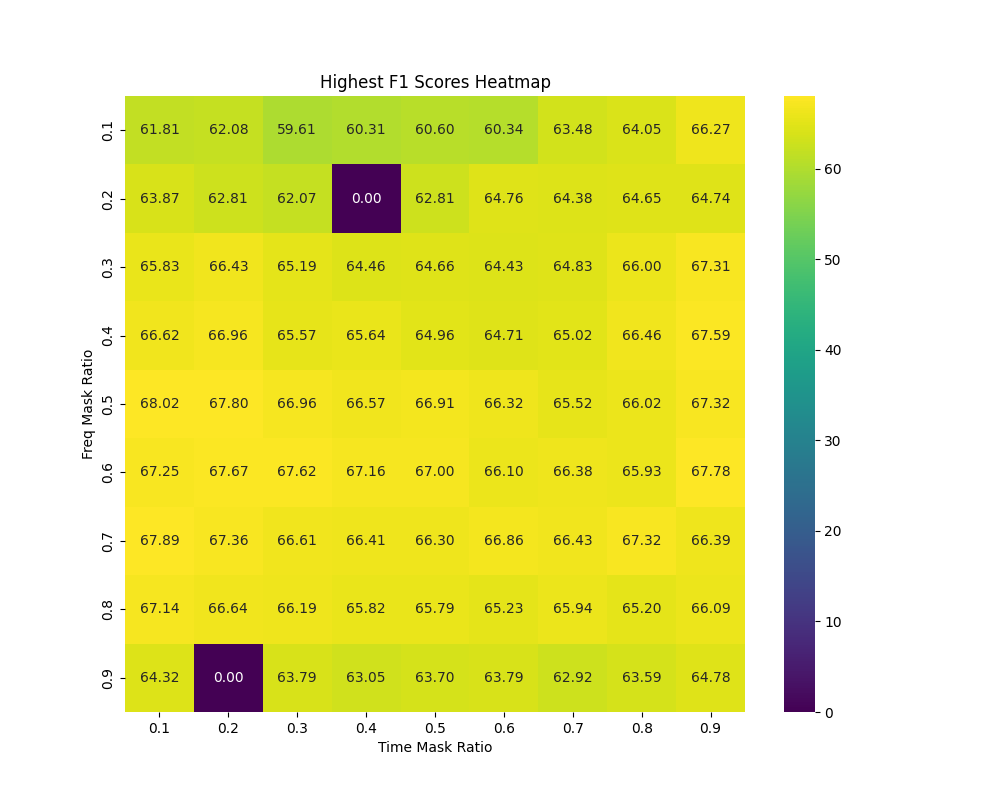 Highest F1 Scores Heatmap
Freq Mask Ratio
0.1 61.81 62.08 59.61 60.31 60.60 60.34 63.48 64.05 66.27
0.2 63.87 62.81 62.07 0.00 62.81 64.76 64.38 64.65 64.74
0.3 65.83 66.43 65.19 64.46 64.66 64.43 64.83 66.00 67.31
0.4 66.62 66.96 65.57 65.64 64.96 64.71 65.02 66.46 67.59
0.5 68.02 67.80 66.96 66.57 66.91 66.32 65.52 66.02 67.32
0.6 67.25 67.67 67.62 67.16 67.00 66.10 66.38 65.93 67.78
0.7 67.89 67.36 66.61 66.41 66.30 66.86 66.43 67.32 66.39
0.8 67.14 66.64 66.19 65.82 65.79 65.23 65.94 65.20 66.09
0.9 64.32 0.00 63.79 63.05 63.70 63.79 62.92 63.59 64.78
0.1 0.2 0.3 0.4 0.5 0.6 0.7 0.8 0.9
Time Mask Ratio
60
50
40
30
20
10
0